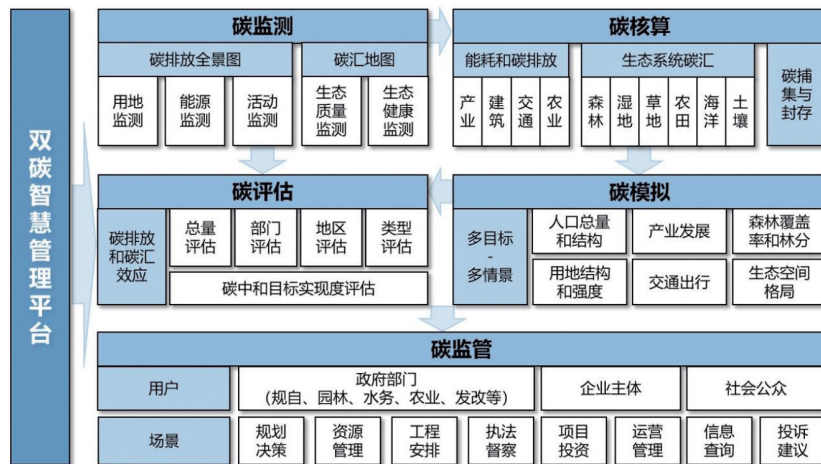 双碳智慧管理平台
碳监测
碳排放全景图
碳汇地图
用地
监测
能源
监测
活动
监测
生态
质量
监测
生态
健康
监测
碳核算
能耗和碳排放
生态系统碳汇
碳捕
集与
封存
产业
建筑
交通
农业
森林
湿地
草地
农田
海洋
土壤
碳评估
碳排放
和碳汇
效应
总量
评估
部门
评估
地区
评估
类型
评估
碳中和目标实现度评估
碳模拟
多目标
-
多情景
人口总量
和结构
产业发展
森林覆盖
率和林分
用地结构
和强度
交通出行
生态空间
格局
碳监管
用户
政府部门
(规自、园林、水务、农业、发改等)
企业主体
社会公众
场景
规划
决策
资源
管理
工程
安排
执法
督察
项目
投资
运营
管理
信息
查询
投诉
建议